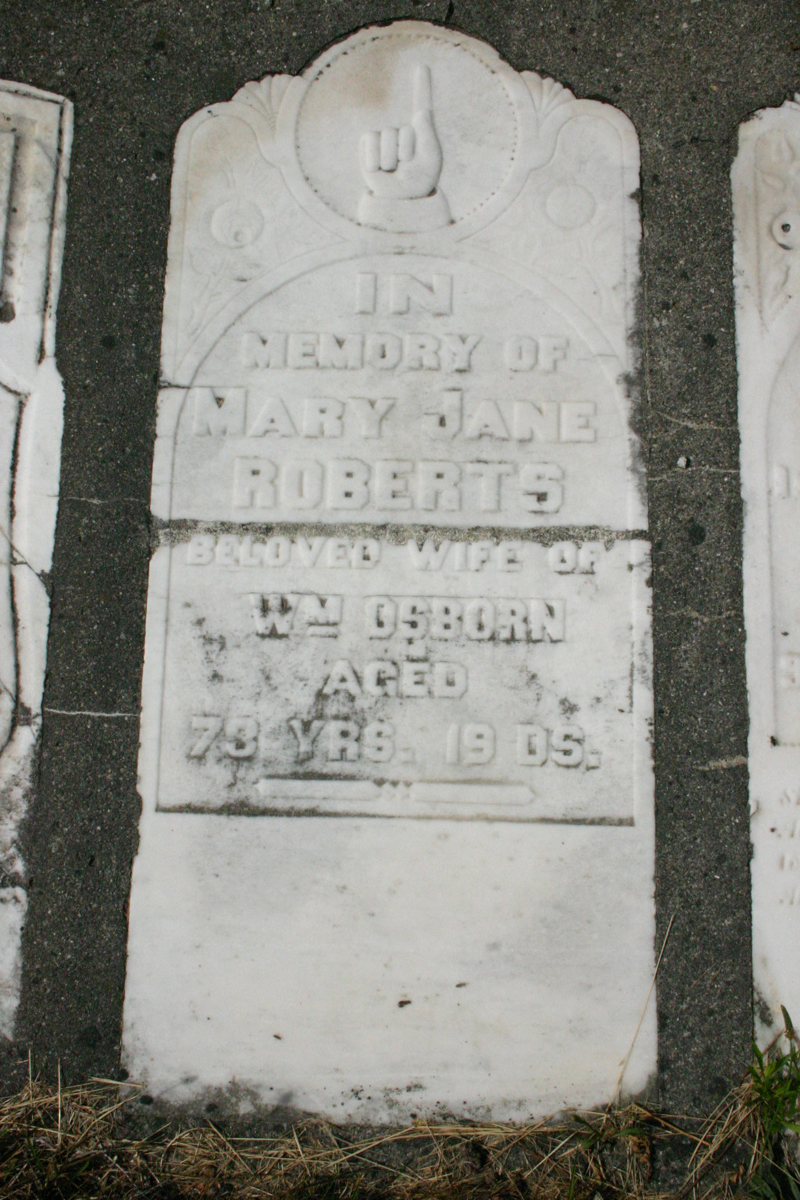 IN
MEMORY OF
MARY JANE
ROBERTS
BELOVED WIFE OF
WM OSBORN
AGED
73 YRS. 19 DS.